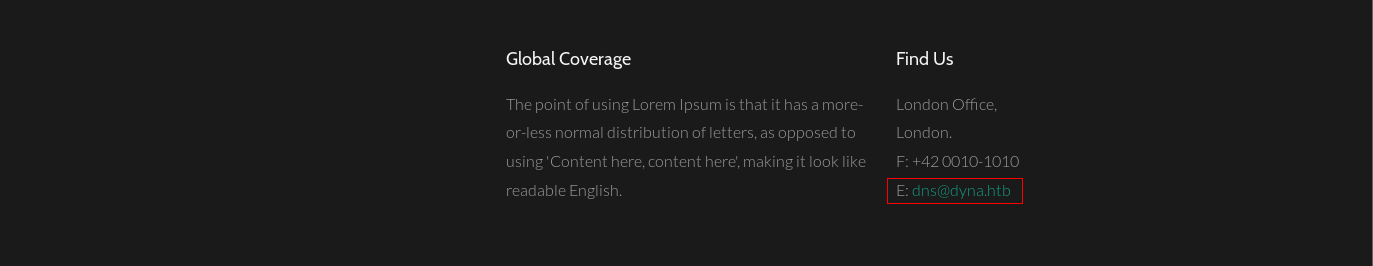 Global Coverage
The point of using Lorem Ipsum is that it has a more-
or-less normal distribution of letters, as opposed to
using 'Content here, content here', making it look like
readable English.
Find Us
London Office,
London.
F: +42 0010-1010
E: dns@dyna.htb